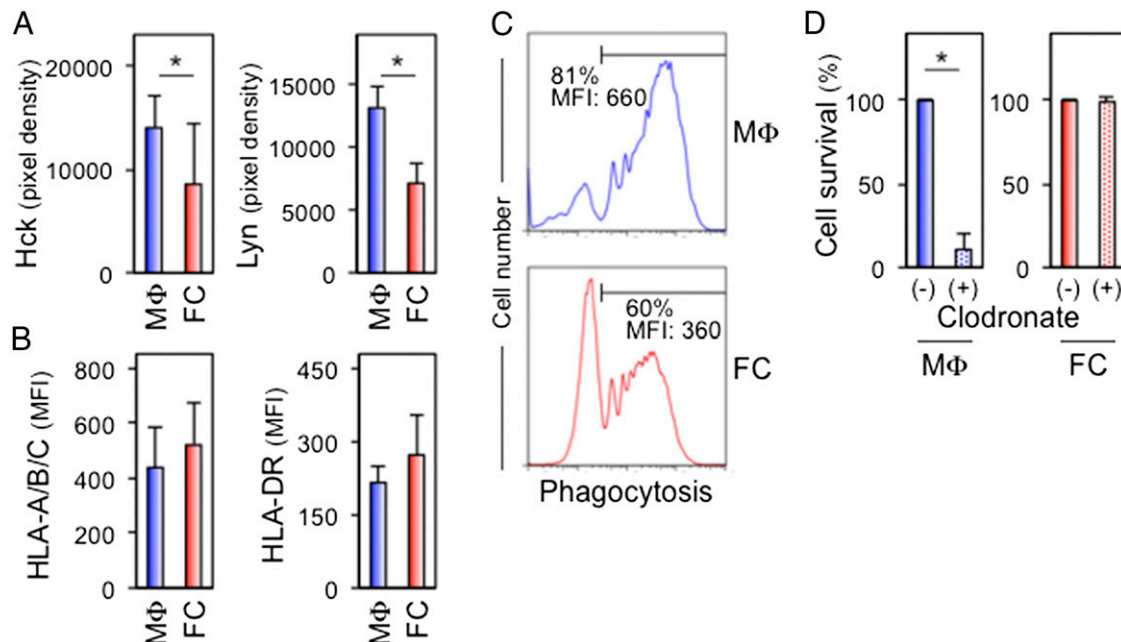 A
Hck (pixel density)
20000
10000
0
*
MΦ
FC
Lyn (pixel density)
15000
10000
5000
0
*
MΦ
FC
B
HLA-A/B/C (MFI)
800
600
400
200
0
MΦ
FC
HLA-DR (MFI)
450
300
150
0
MΦ
FC
C
Cell number
81%
MFI: 660
MΦ
60%
MFI: 360
FC
Phagocytosis
D
Cell survival (%)
100
50
0
*
(-) (+)
100
50
0
(-) (+)
Clodronate
MΦ
FC